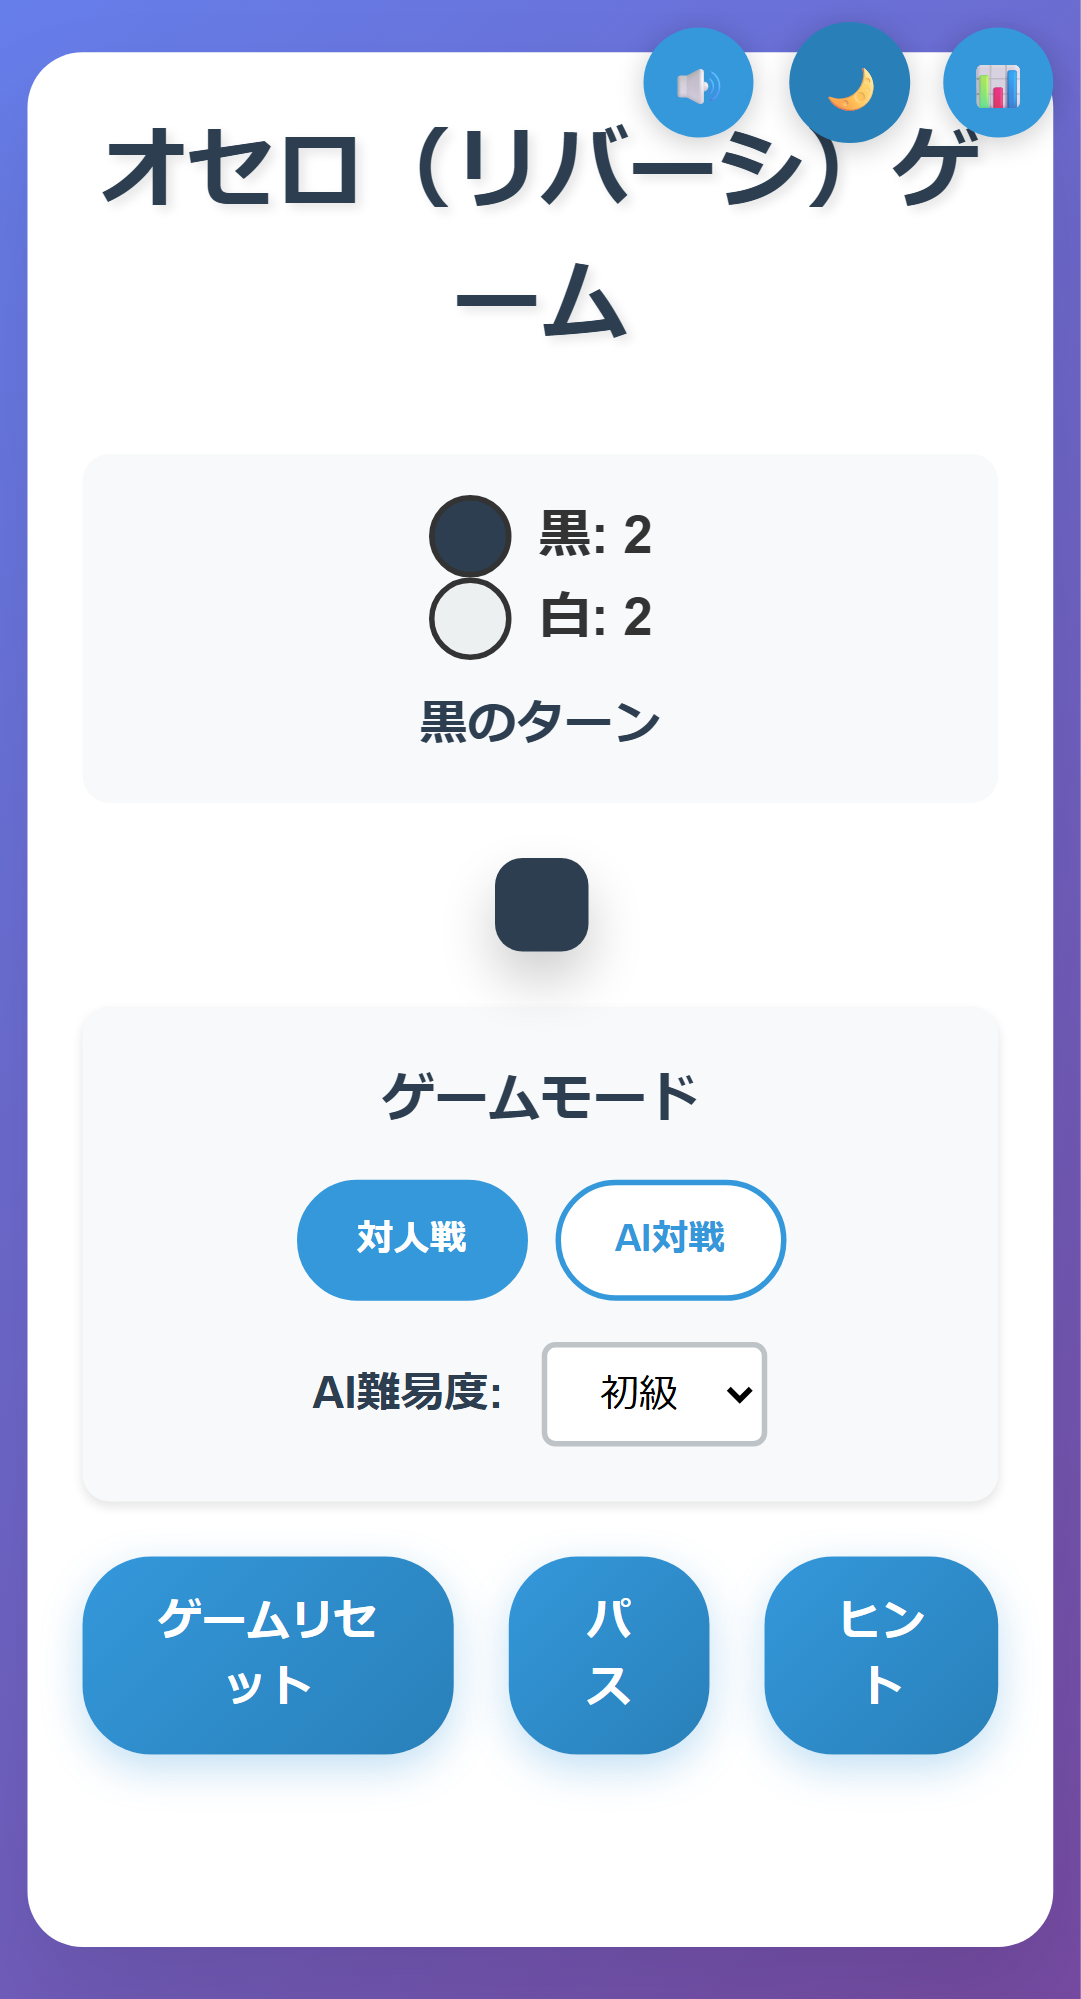 オセロ（リバーシ）ゲ
ーム
黒: 2
白: 2
黒のターン
ゲームモード
対人戦
AI対戦
AI難易度:
初級
ゲームリセ
ット
パ
ス
ヒン
ト